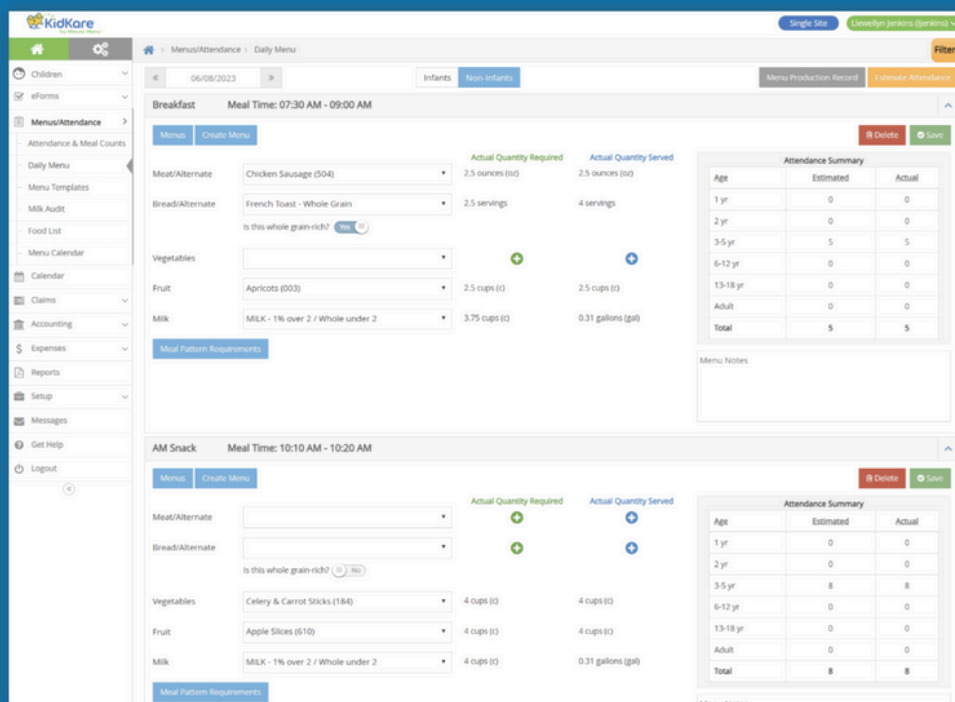 KidKare
by Minute Menu
Single Site
Llewellyn Jenkins (ljenkins)
Menus/Attendance > Daily Menu
Filter
Children
eForms
Menus/Attendance
Attendance & Meal Counts
Daily Menu
Menu Templates
Milk Audit
Food List
Menu Calendar
Calendar
Claims
Accounting
Expenses
Reports
Setup
Messages
Get Help
Logout
« 06/08/2023 »
Infants Non-Infants
Menu Production Record Estimate Attendance
Breakfast Meal Time: 07:30 AM - 09:00 AM
Menus Create Menu
Delete Save
Actual Quantity Required Actual Quantity Served
Meat/Alternate Chicken Sausage (504) 2.5 ounces (oz) 2.5 ounces (oz)
Bread/Alternate French Toast - Whole Grain 2.5 servings 4 servings
Is this whole grain-rich? Yes
Vegetables
Fruit Apricots (003) 2.5 cups (c) 2.5 cups (c)
Milk MILK - 1% over 2 / Whole under 2 3.75 cups (c) 0.31 gallons (gal)
Meal Pattern Requirements
Attendance Summary
Age Estimated Actual
1 yr 0 0
2 yr 0 0
3-5 yr 5 5
6-12 yr 0 0
13-18 yr 0 0
Adult 0 0
Total 5 5
Menu Notes
AM Snack Meal Time: 10:10 AM - 10:20 AM
Menus Create Menu
Delete Save
Actual Quantity Required Actual Quantity Served
Meat/Alternate
Bread/Alternate
Is this whole grain-rich? No
Vegetables Celery & Carrot Sticks (184) 4 cups (c) 4 cups (c)
Fruit Apple Slices (610) 4 cups (c) 4 cups (c)
Milk MILK - 1% over 2 / Whole under 2 4 cups (c) 0.31 gallons (gal)
Meal Pattern Requirements
Attendance Summary
Age Estimated Actual
1 yr 0 0
2 yr 0 0
3-5 yr 8 8
6-12 yr 0 0
13-18 yr 0 0
Adult 0 0
Total 8 8